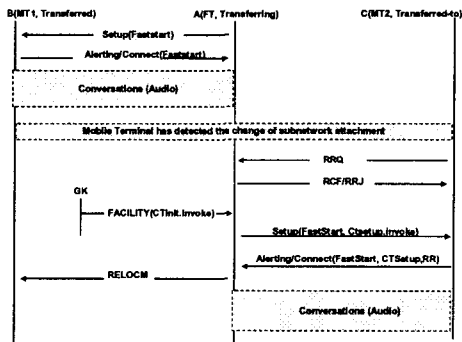 B(MT1, Transferred) A(FT, Transferring) C(MT2, Transferred-to)
Setup(Faststart)
Alerting/Connect(Faststart)
Conversations (Audio)
Mobile Terminal has detected the change of subnetwork attachment
RRQ
RCF/RRJ
GK
FACILITY(CTInit.Invoke)
Setup(FastStart, Ctsetup.invoke)
Alerting/Connect(FastStart, CTSetup,RR)
RELOCM
Conversations (Audio)